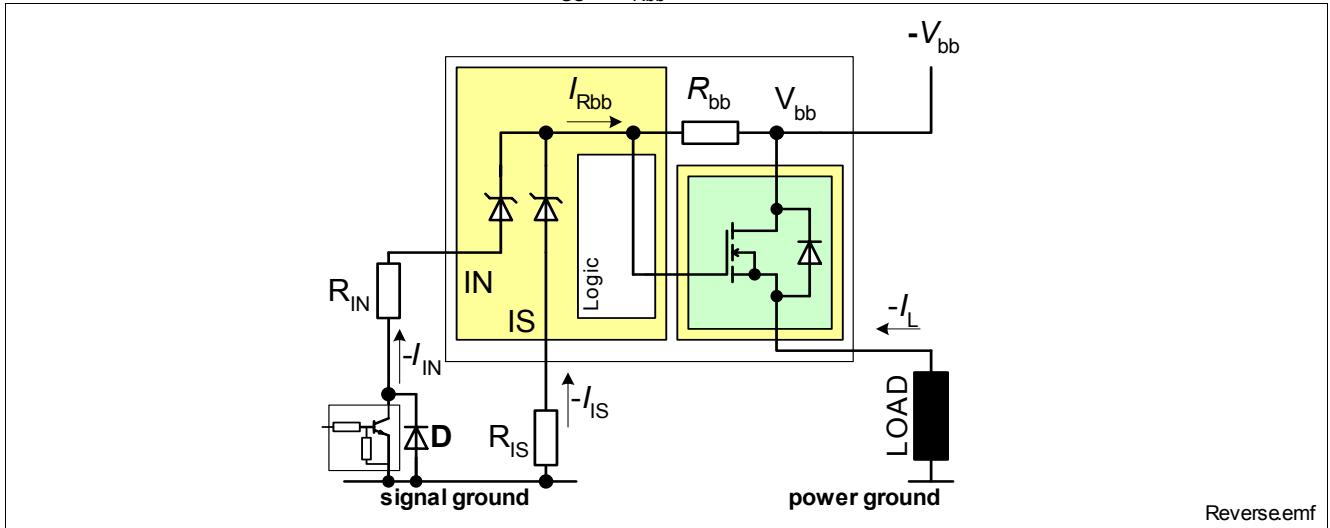 -Vbb
IRbb
Rbb
Vbb
Logic
IN
IS
RIN
-IIN
-IL
-IIS
D
RIS
LOAD
signal ground
power ground
Reverse.emf